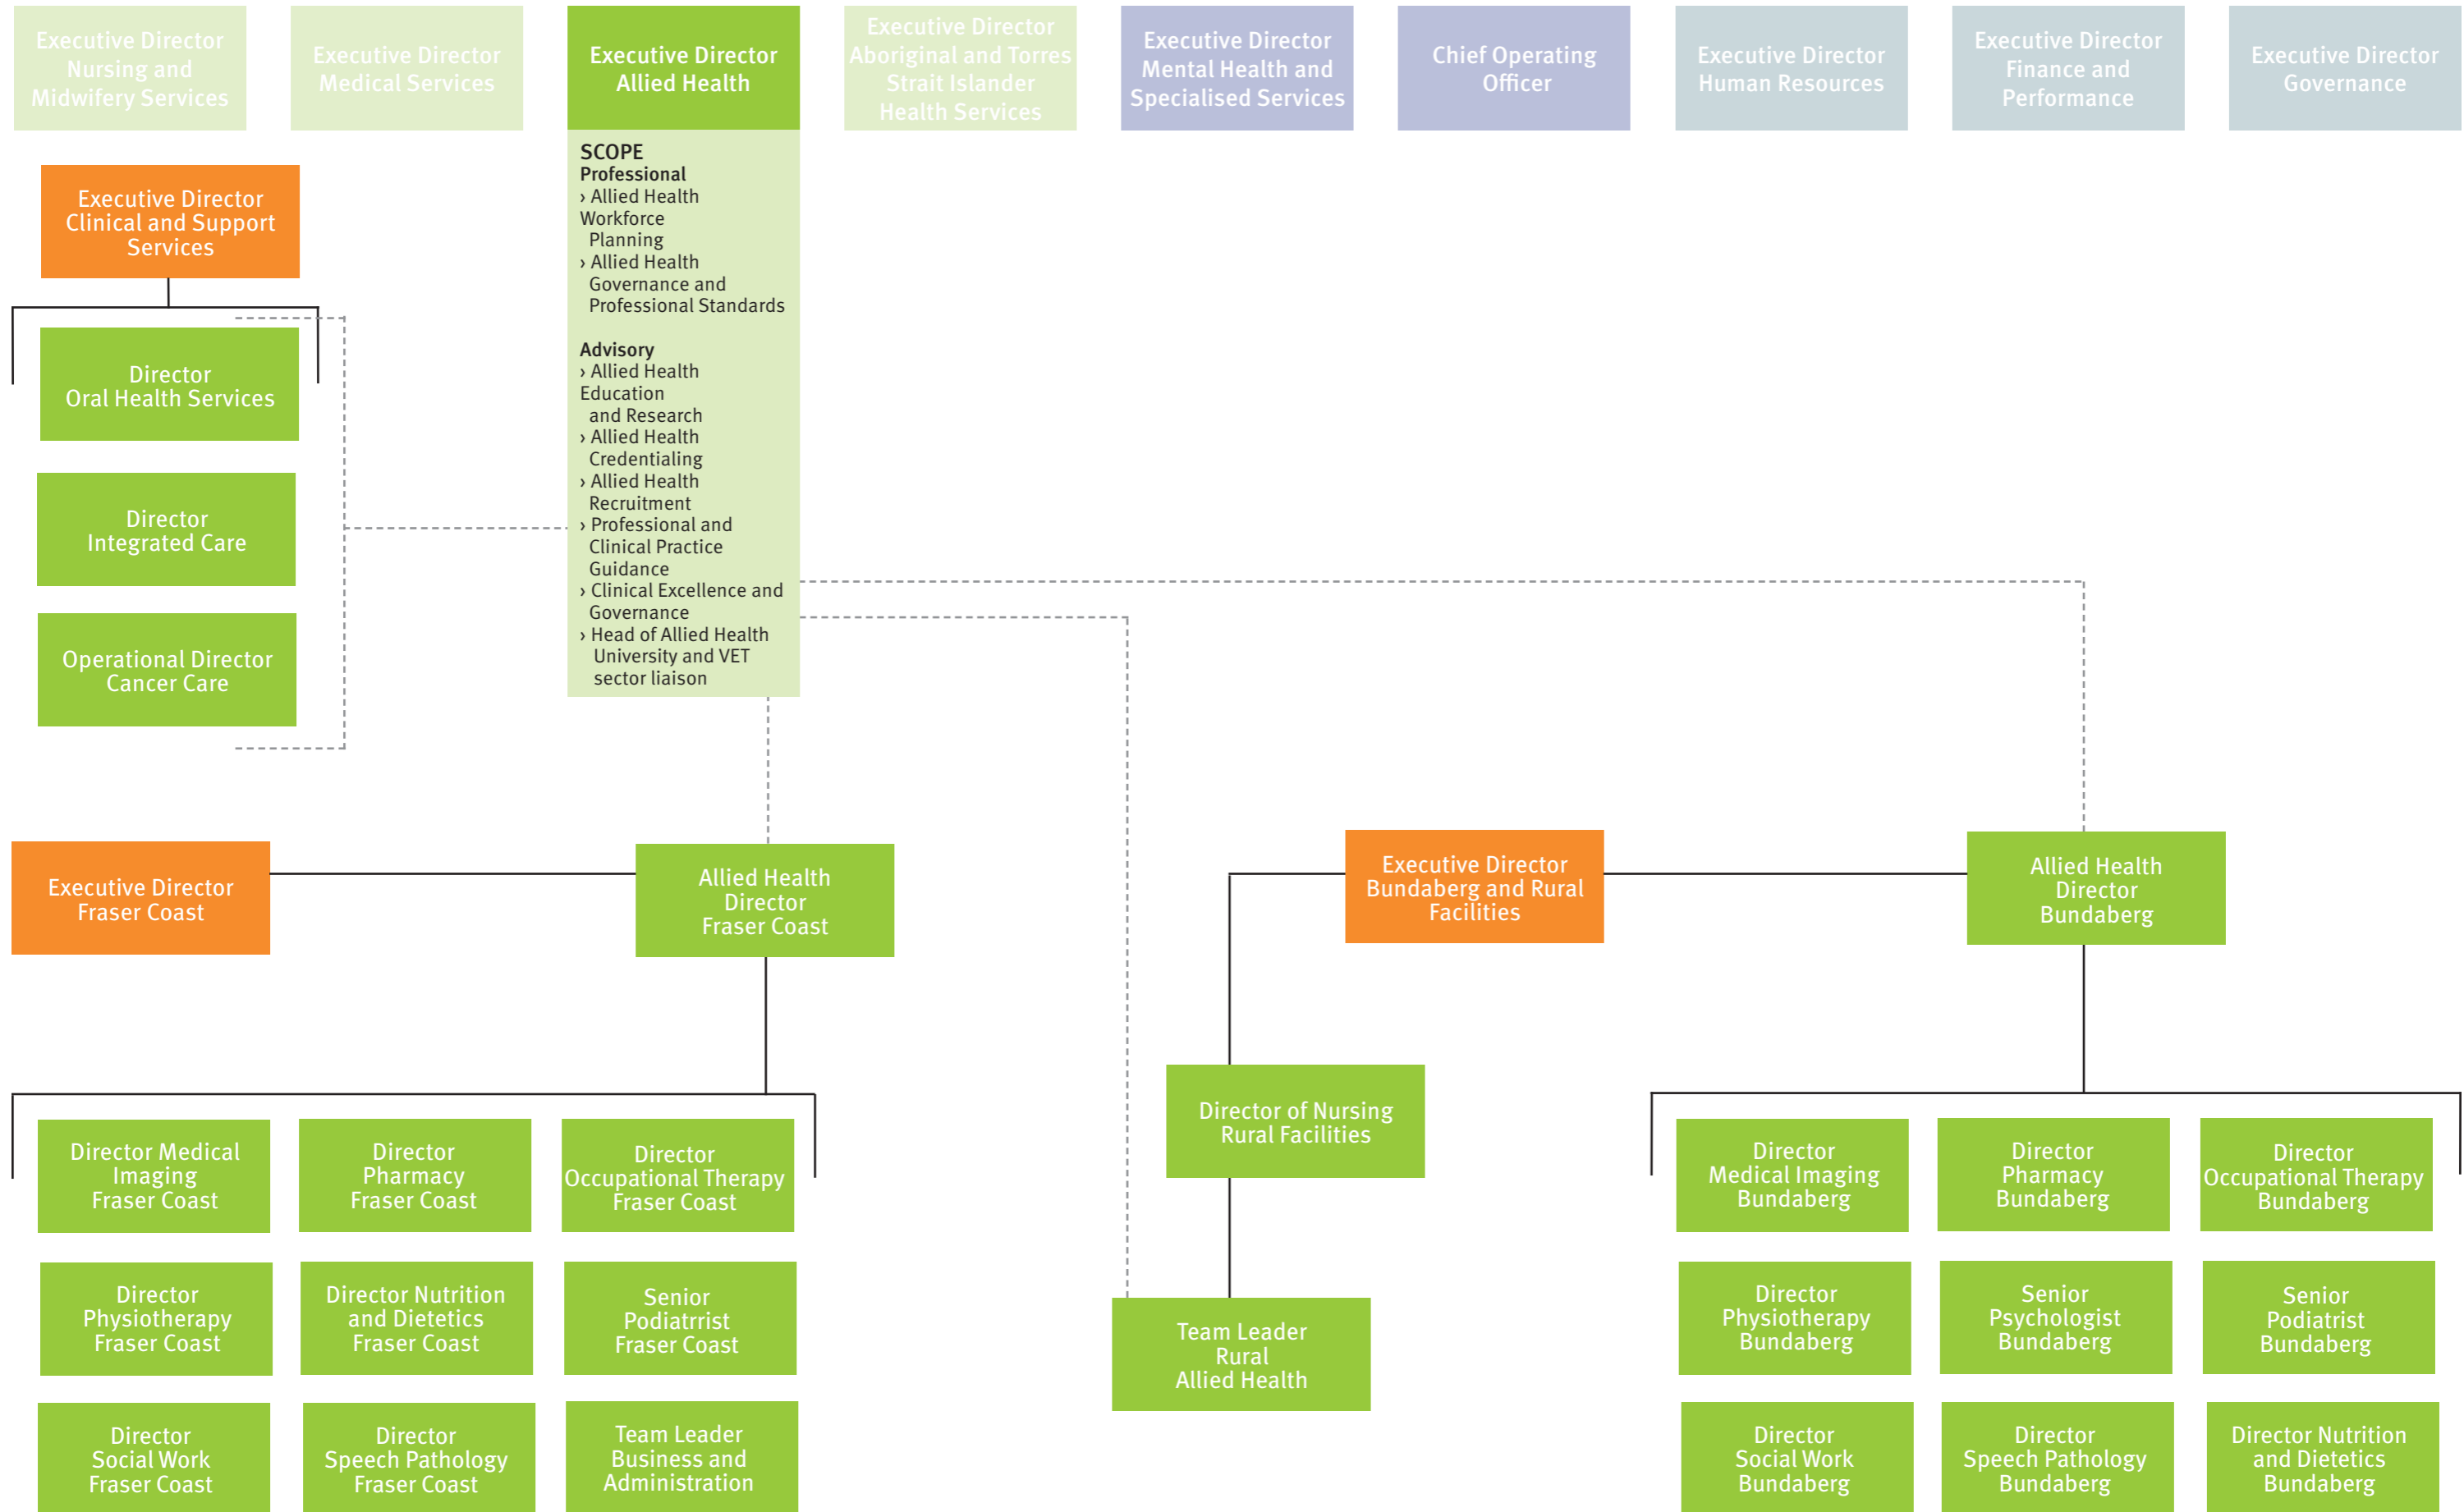 Executive Director
Nursing and
Midwifery Services
Executive Director
Medical Services
Executive Director
Allied Health
Executive Director
Aboriginal and Torres
Strait Islander
Health Services
Executive Director
Mental Health and
Specialised Services
Chief Operating
Officer
Executive Director
Human Resources
Executive Director
Finance and
Performance
Executive Director
Governance
SCOPE
Professional
› Allied Health
Workforce
Planning
› Allied Health
Governance and
Professional Standards
Advisory
› Allied Health
Education
and Research
› Allied Health
Credentialing
› Allied Health
Recruitment
› Professional and
Clinical Practice
Guidance
› Clinical Excellence and
Governance
› Head of Allied Health
University and VET
sector liaison
Executive Director
Clinical and Support
Services
Director
Oral Health Services
Director
Integrated Care
Operational Director
Cancer Care
Executive Director
Fraser Coast
Allied Health
Director
Fraser Coast
Executive Director
Bundaberg and Rural
Facilities
Allied Health
Director
Bundaberg
Director Medical
Imaging
Fraser Coast
Director
Pharmacy
Fraser Coast
Director
Occupational Therapy
Fraser Coast
Director
Physiotherapy
Fraser Coast
Director Nutrition
and Dietetics
Fraser Coast
Senior
Podiatrrist
Fraser Coast
Director
Social Work
Fraser Coast
Director
Speech Pathology
Fraser Coast
Team Leader
Business and
Administration
Director of Nursing
Rural Facilities
Team Leader
Rural
Allied Health
Director
Medical Imaging
Bundaberg
Director
Pharmacy
Bundaberg
Director
Occupational Therapy
Bundaberg
Director
Physiotherapy
Bundaberg
Senior
Psychologist
Bundaberg
Senior
Podiatrist
Bundaberg
Director
Social Work
Bundaberg
Director
Speech Pathology
Bundaberg
Director Nutrition
and Dietetics
Bundaberg